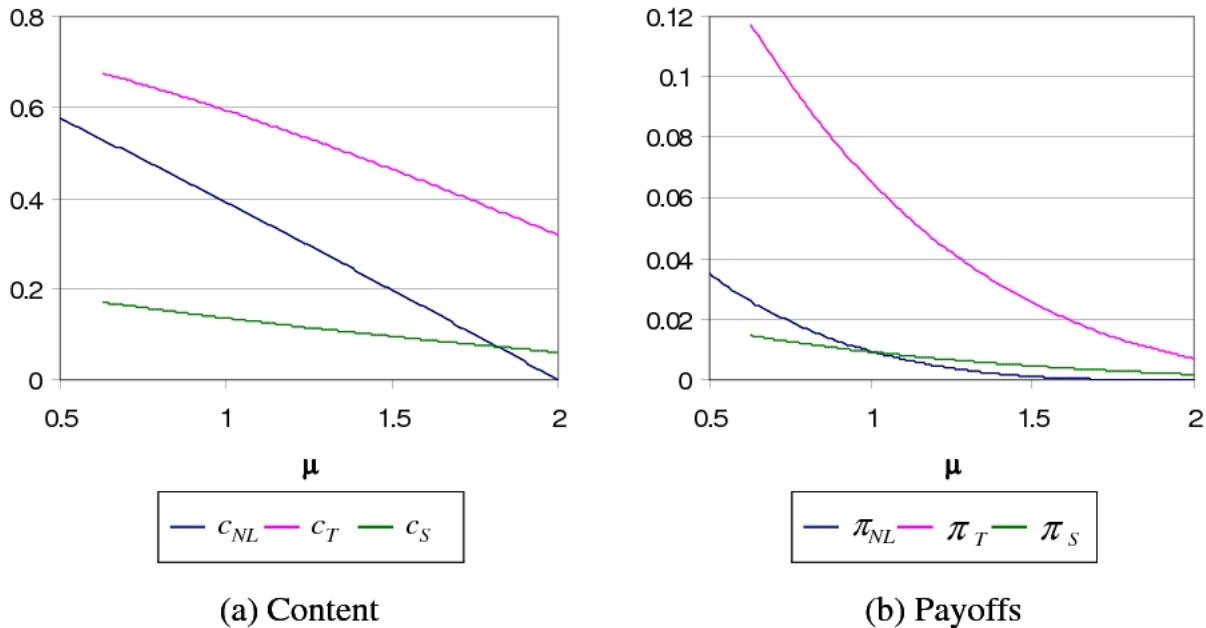 0.8
0.6
0.4
0.2
0
0.5 1 1.5 2
μ
c_NL c_T c_S
(a) Content
0.12
0.1
0.08
0.06
0.04
0.02
0
0.5 1 1.5 2
μ
π_NL π_T π_S
(b) Payoffs